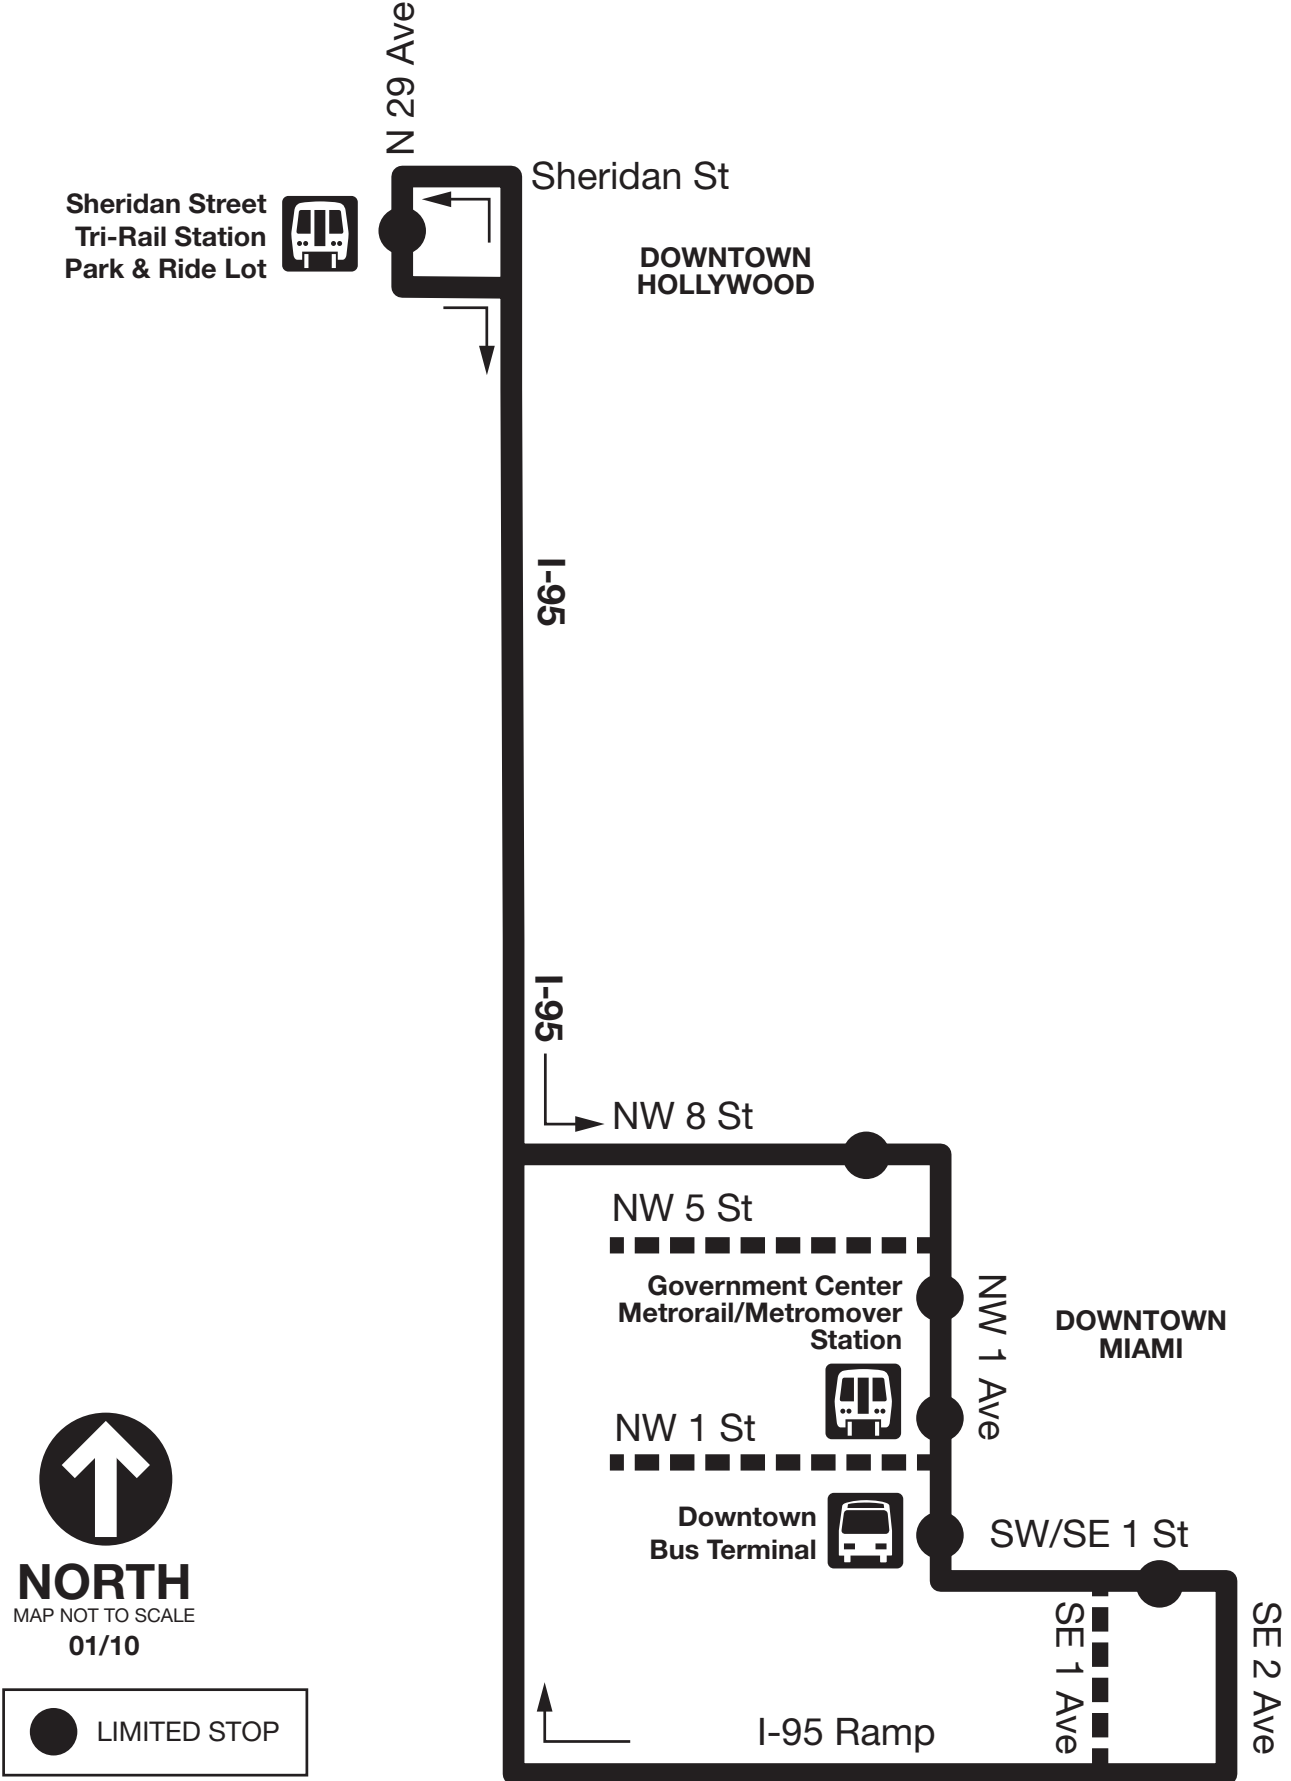 N 29 Ave
Sheridan St
Sheridan Street
Tri-Rail Station
Park & Ride Lot
DOWNTOWN
HOLLYWOOD
I-95
I-95
NW 8 St
NW 5 St
Government Center
Metrorail/Metromover
Station
NW 1 Ave
DOWNTOWN
MIAMI
NW 1 St
Downtown
Bus Terminal
SW/SE 1 St
SE 1 Ave
SE 2 Ave
I-95 Ramp
NORTH
MAP NOT TO SCALE
01/10
LIMITED STOP